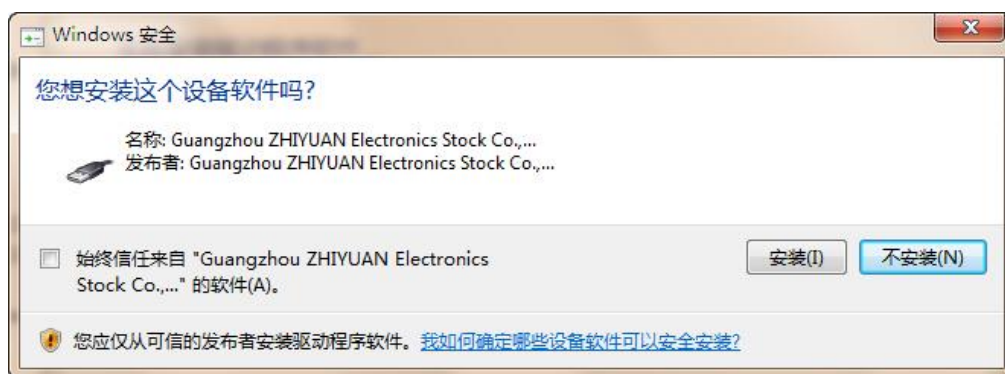 Windows 安全
您想安装这个设备软件吗?
名称: Guangzhou ZHIYUAN Electronics Stock Co.,...
发布者: Guangzhou ZHIYUAN Electronics Stock Co.,...
始终信任来自 "Guangzhou ZHIYUAN Electronics
Stock Co.,..." 的软件(A)。
安装(I)
不安装(N)
您应仅从可信的发布者安装驱动程序软件。我如何确定哪些设备软件可以安全安装?